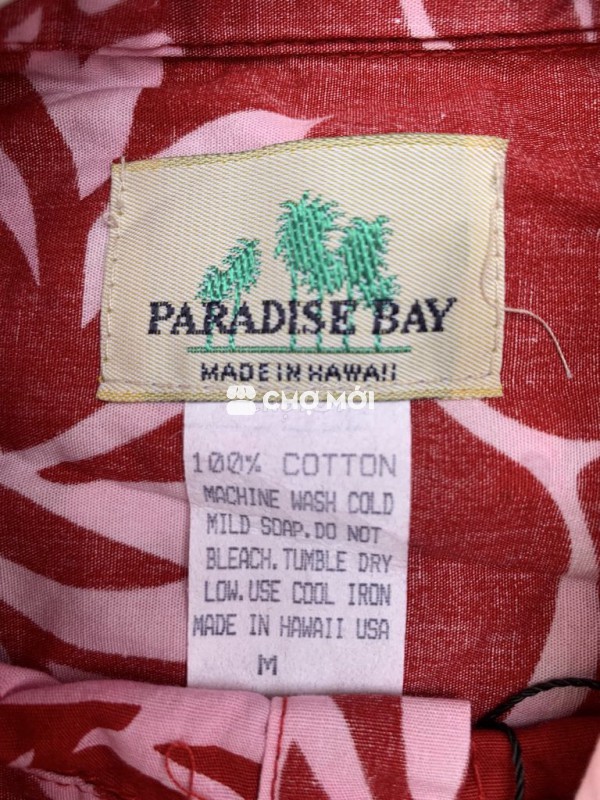 PARADISE BAY
MADE IN HAWAII
CHỢ MỚI
100% COTTON
MACHINE WASH COLD
MILD SOAP. DO NOT
BLEACH. TUMBLE DRY
LOW. USE COOL IRON
MADE IN HAWAII USA
M